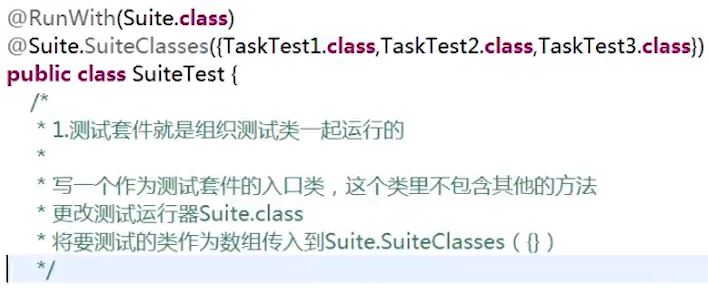 @RunWith(Suite.class)
@Suite.SuiteClasses({TaskTest1.class,TaskTest2.class,TaskTest3.class})
public class SuiteTest {
/*
* 1.测试套件就是组织测试类一起运行的
*
* 写一个作为测试套件的入口类，这个类里不包含其他的方法
* 更改测试运行器Suite.class
* 将要测试的类作为数组传入到Suite.SuiteClasses（{}）
*/